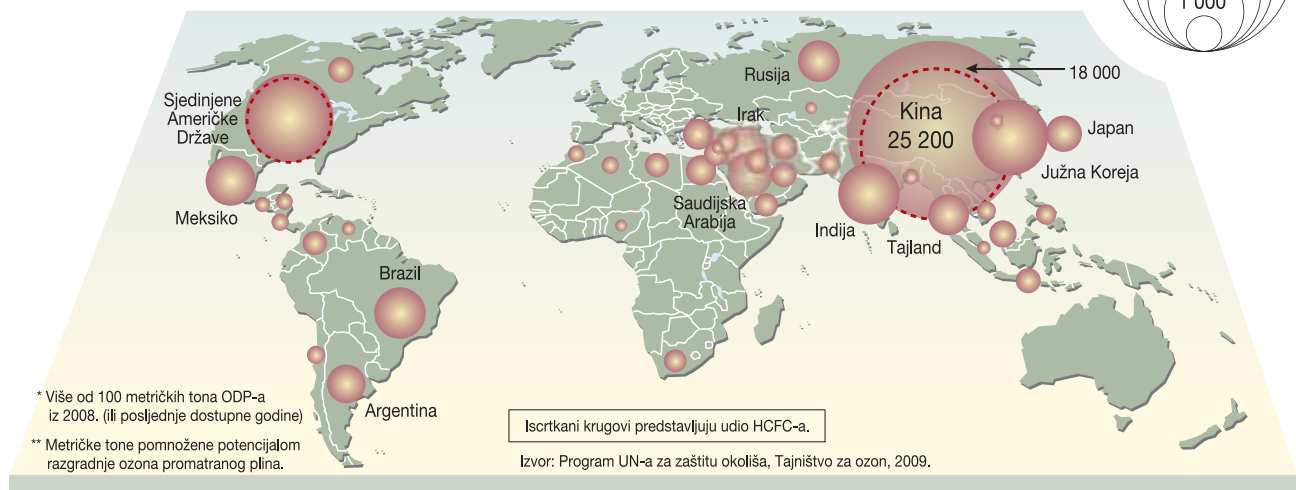 1 000
18 000
Rusija
Sjedinjene
Američke
Države
Irak
Kina
25 200
Japan
Južna Koreja
Meksiko
Saudijska
Arabija
Indija
Tajland
Brazil
Argentina
* Više od 100 metričkih tona ODP-a
iz 2008. (ili posljednje dostupne godine)
** Metričke tone pomnožene potencijalom
razgradnje ozona promatranog plina.
Iscrtkani krugovi predstavljuju udio HCFC-a.
Izvor: Program UN-a za zaštitu okoliša, Tajništvo za ozon, 2009.